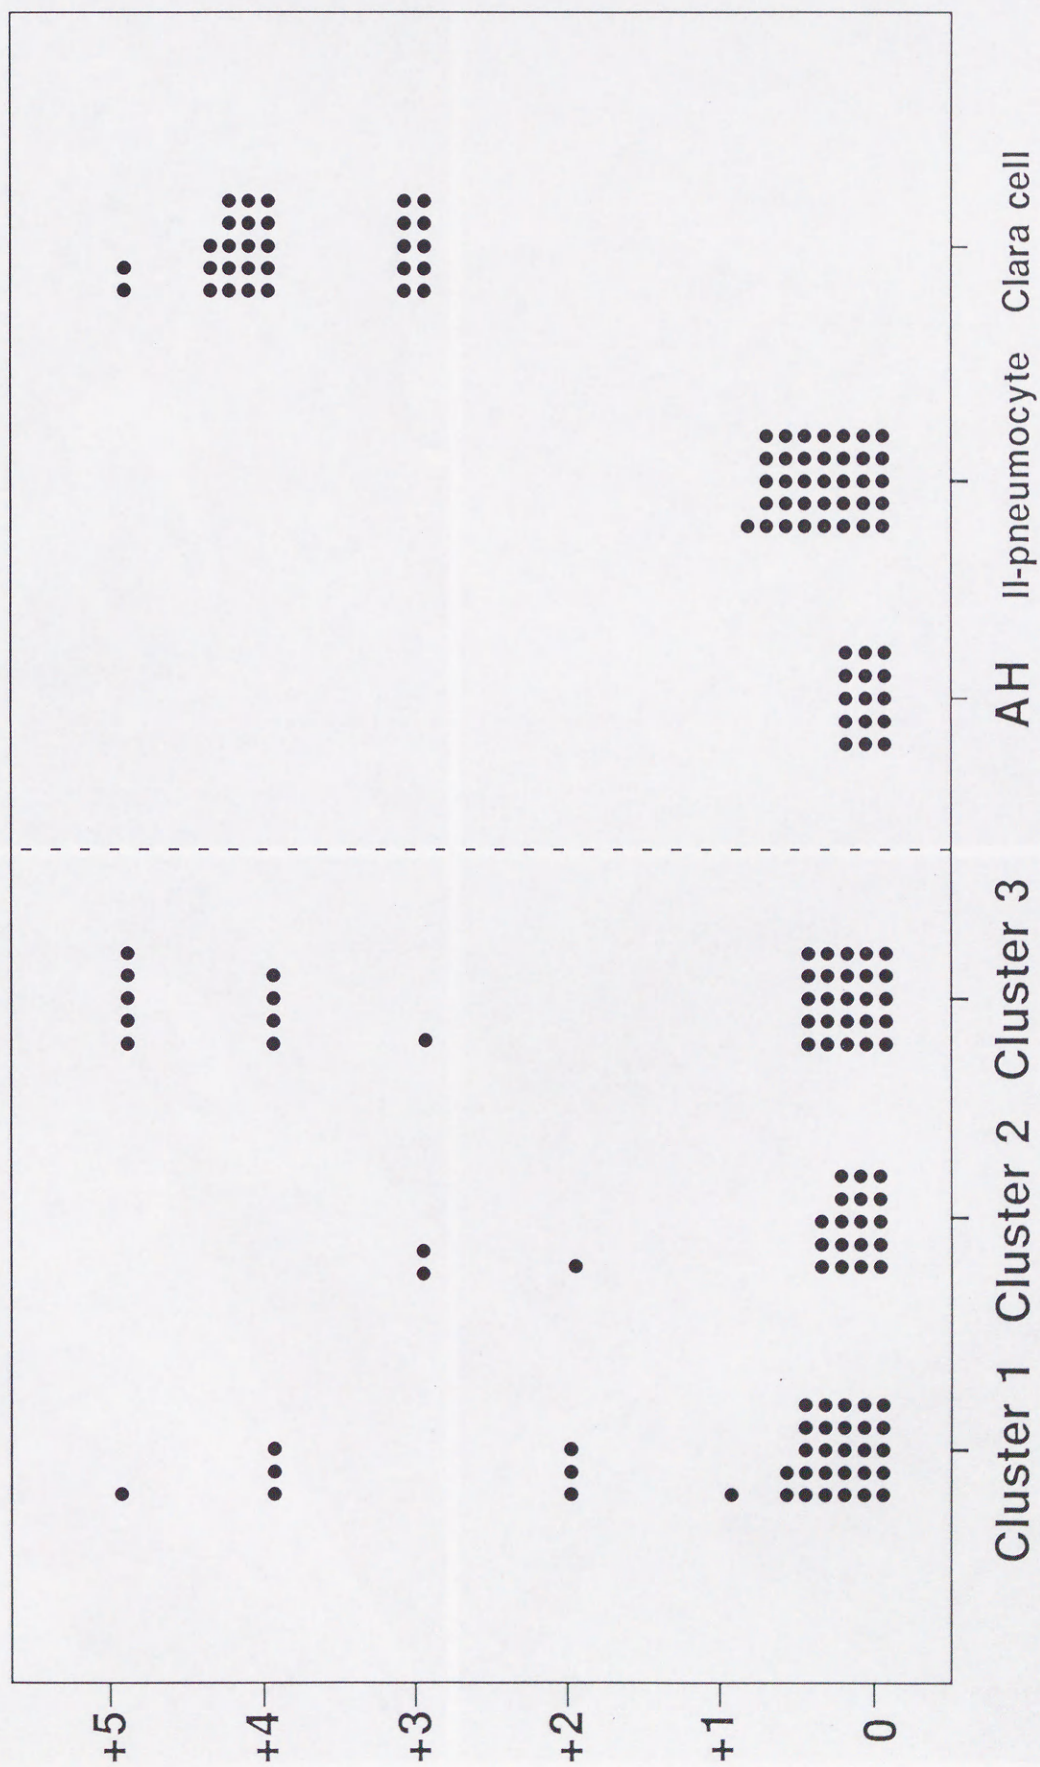 +5
+4
+3
+2
+1
0
Cluster 1
Cluster 2
Cluster 3
AH
II-pneumocyte
Clara cell